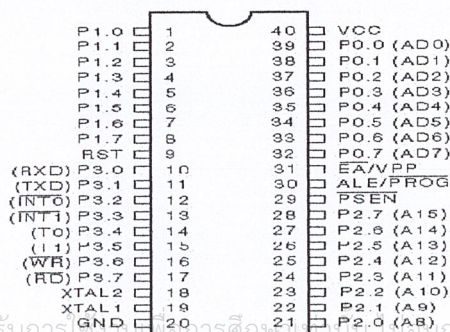 P1.0 1 40 VCC
P1.1 2 39 P0.0 (AD0)
P1.2 3 38 P0.1 (AD1)
P1.3 4 37 P0.2 (AD2)
P1.4 5 36 P0.3 (AD3)
P1.5 6 35 P0.4 (AD4)
P1.6 7 34 P0.5 (AD5)
P1.7 8 33 P0.6 (AD6)
RST 9 32 P0.7 (AD7)
(RXD) P3.0 10 31 EA/VPP
(TXD) P3.1 11 30 ALE/PROG
(INT0) P3.2 12 29 PSEN
(INT1) P3.3 13 28 P2.7 (A15)
(T0) P3.4 14 27 P2.6 (A14)
(T1) P3.5 15 26 P2.5 (A13)
(WR) P3.6 16 25 P2.4 (A12)
(RD) P3.7 17 24 P2.3 (A11)
XTAL2 18 23 P2.2 (A10)
XTAL1 19 22 P2.1 (A9)
GND 20 21 P2.0 (A8)